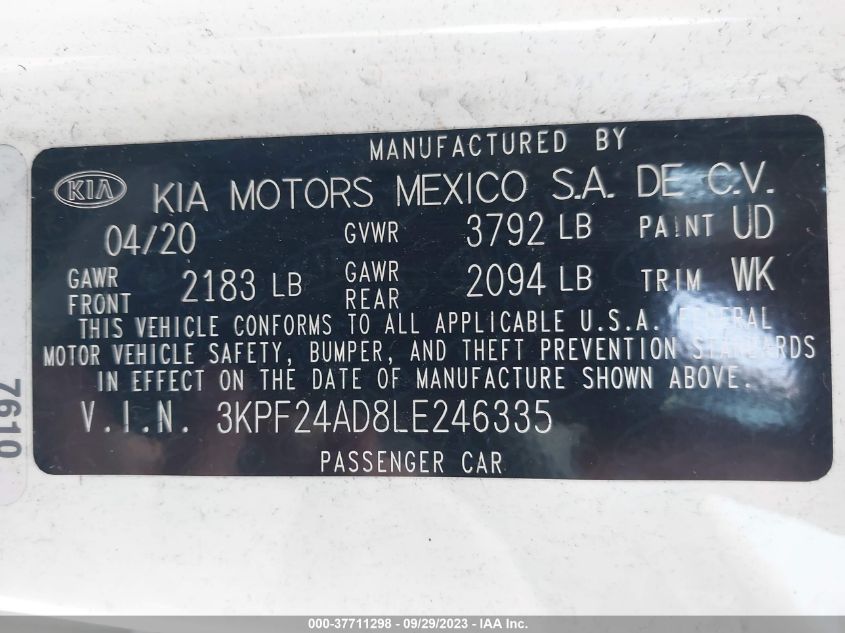 MANUFACTURED BY
KIA KIA MOTORS MEXICO S.A. DE C.V.
04/20 GVWR 3792 LB PAINT UD
GAWR FRONT 2183 LB GAWR REAR 2094 LB TRIM WK
THIS VEHICLE CONFORMS TO ALL APPLICABLE U.S.A. FEDERAL
MOTOR VEHICLE SAFETY, BUMPER, AND THEFT PREVENTION STANDARDS
IN EFFECT ON THE DATE OF MANUFACTURE SHOWN ABOVE.
V.I.N. 3KPF24AD8LE246335
PASSENGER CAR
7610
000-37711298 - 09/29/2023 - IAA Inc.